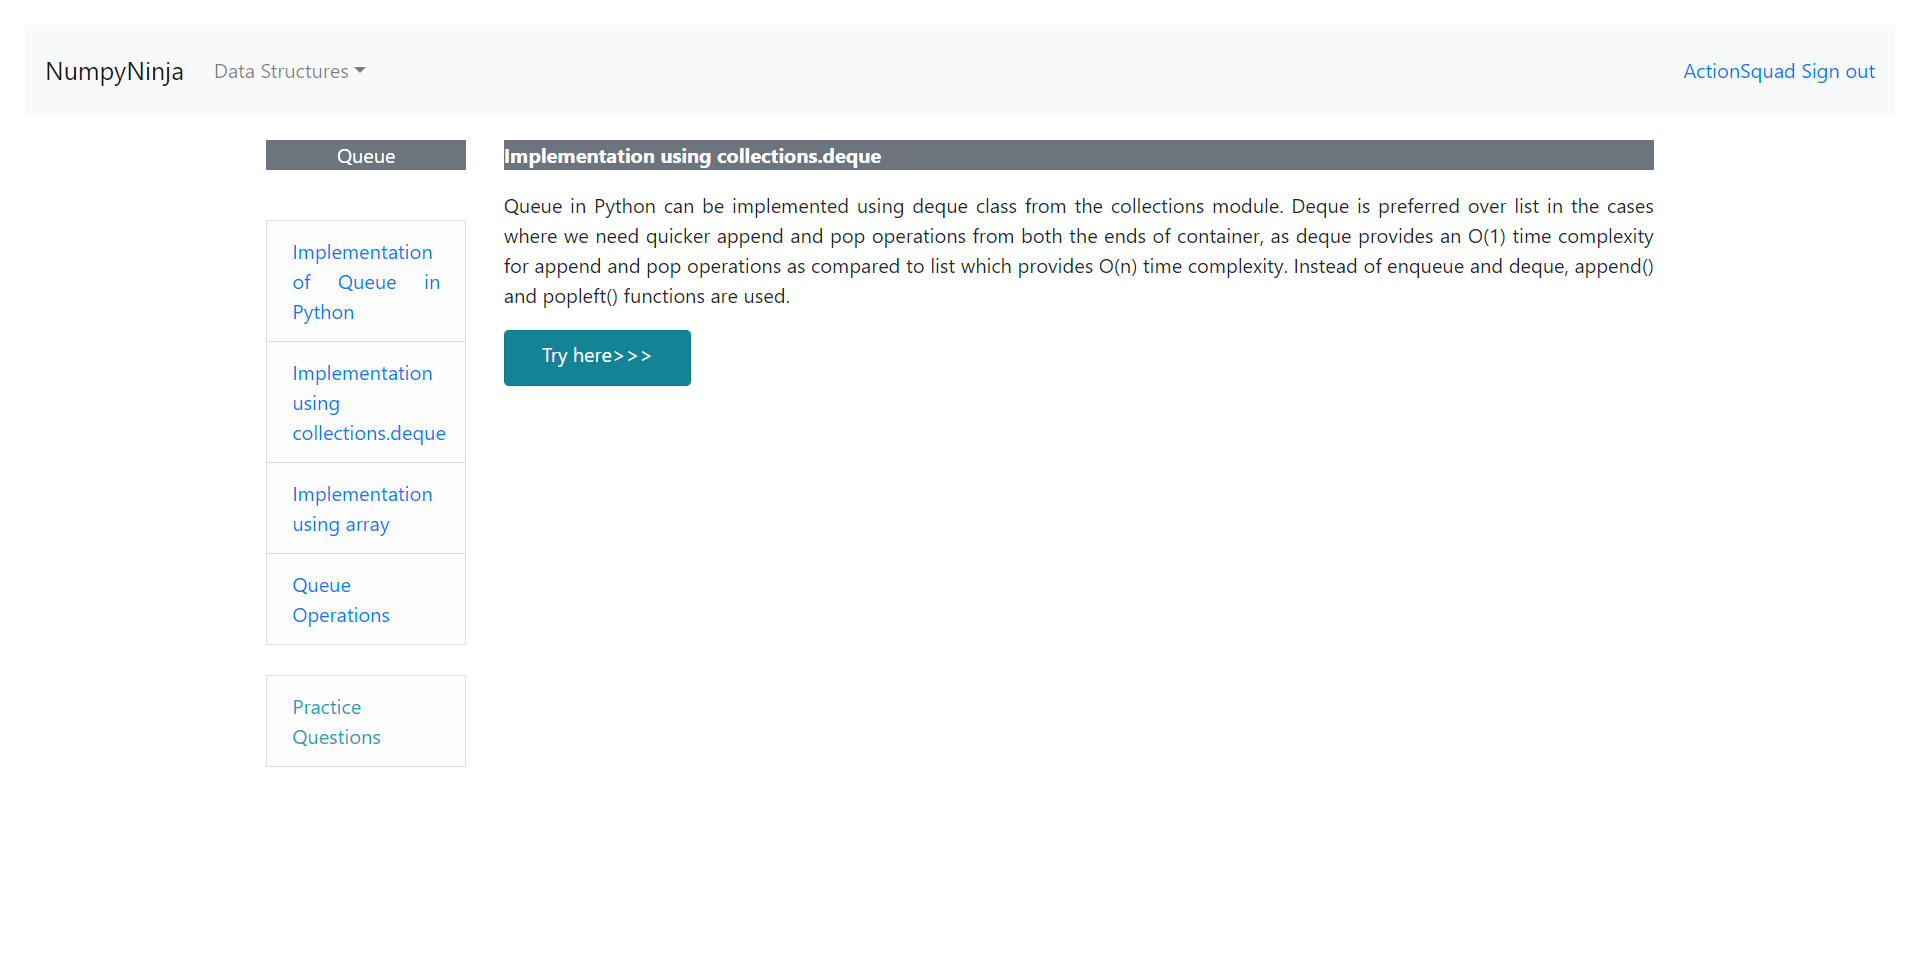 NumpyNinja Data Structures ActionSquad Sign out
Queue
Implementation
of Queue in
Python
Implementation
using
collections.deque
Implementation
using array
Queue
Operations
Practice
Questions
Implementation using collections.deque
Queue in Python can be implemented using deque class from the collections module. Deque is preferred over list in the cases
where we need quicker append and pop operations from both the ends of container, as deque provides an O(1) time complexity
for append and pop operations as compared to list which provides O(n) time complexity. Instead of enqueue and deque, append()
and popleft() functions are used.
Try here>>>